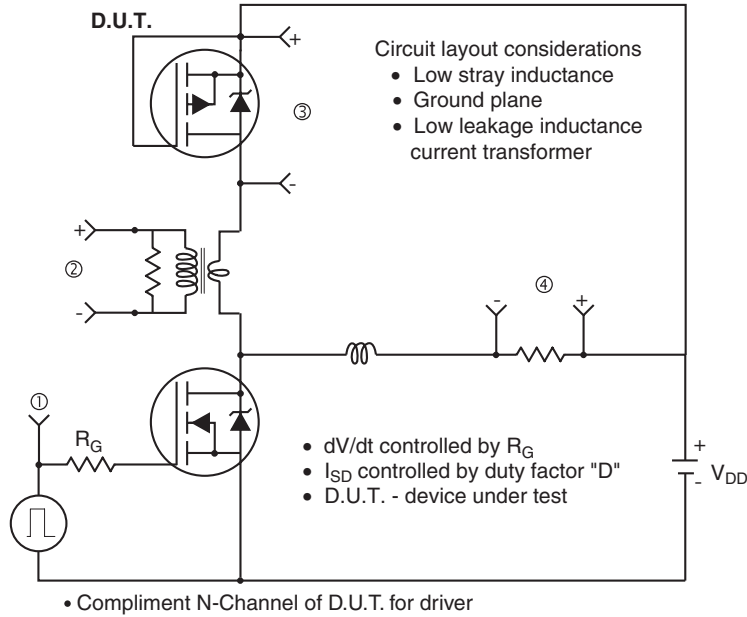 D.U.T.
+
Circuit layout considerations
• Low stray inductance
• Ground plane
• Low leakage inductance
current transformer
③
-
+
②
-
④
-
+
①
R_G
• dV/dt controlled by R_G
• I_SD controlled by duty factor "D"
• D.U.T. - device under test
+
V_DD
-
• Compliment N-Channel of D.U.T. for driver